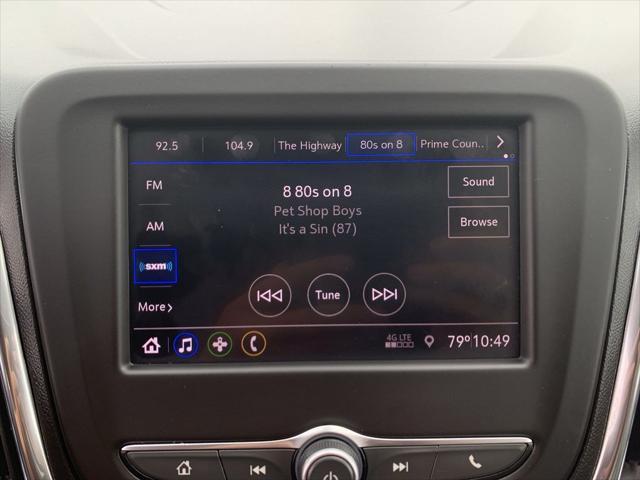 92.5 104.9 The Highway 80s on 8 Prime Coun..
FM
8 80s on 8
Sound
Pet Shop Boys
AM
It's a Sin (87)
Browse
((sxm))
Tune
More
4G LTE
79° 10:49